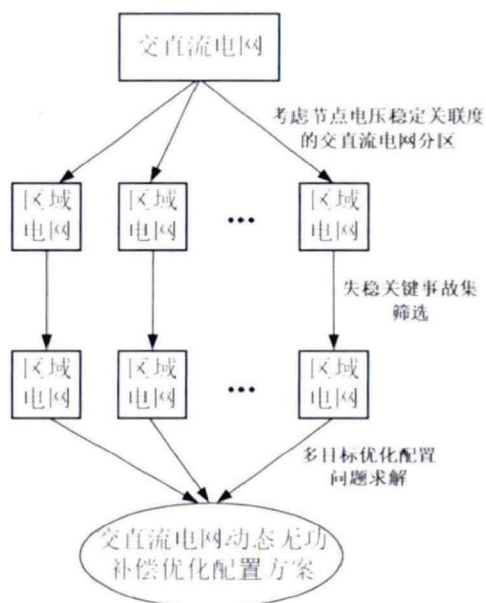 交直流电网
考虑节点电压稳定关联度
的交直流电网分区
区域
电网
区域
电网
...
区域
电网
失稳关键事故集
筛选
区域
电网
区域
电网
...
区域
电网
多目标优化配置
问题求解
交直流电网动态无功
补偿优化配置方案